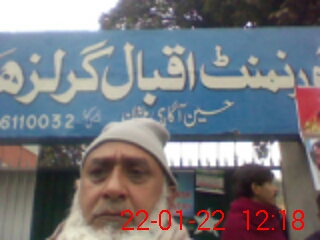 رنمنٹ اقبال گرلز ھ
حسین آگاہی ملتان
6110032
22-01-22 12:18